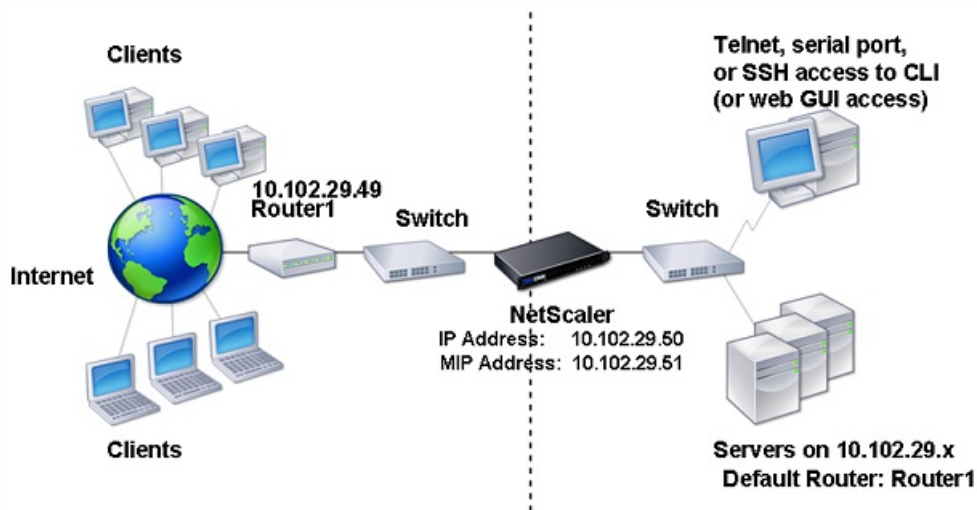 Clients
Telnet, serial port,
or SSH access to CLI
(or web GUI access)
10.102.29.49
Router1
Switch
Switch
Internet
NetScaler
IP Address: 10.102.29.50
MIP Address: 10.102.29.51
Clients
Servers on 10.102.29.x
Default Router: Router1